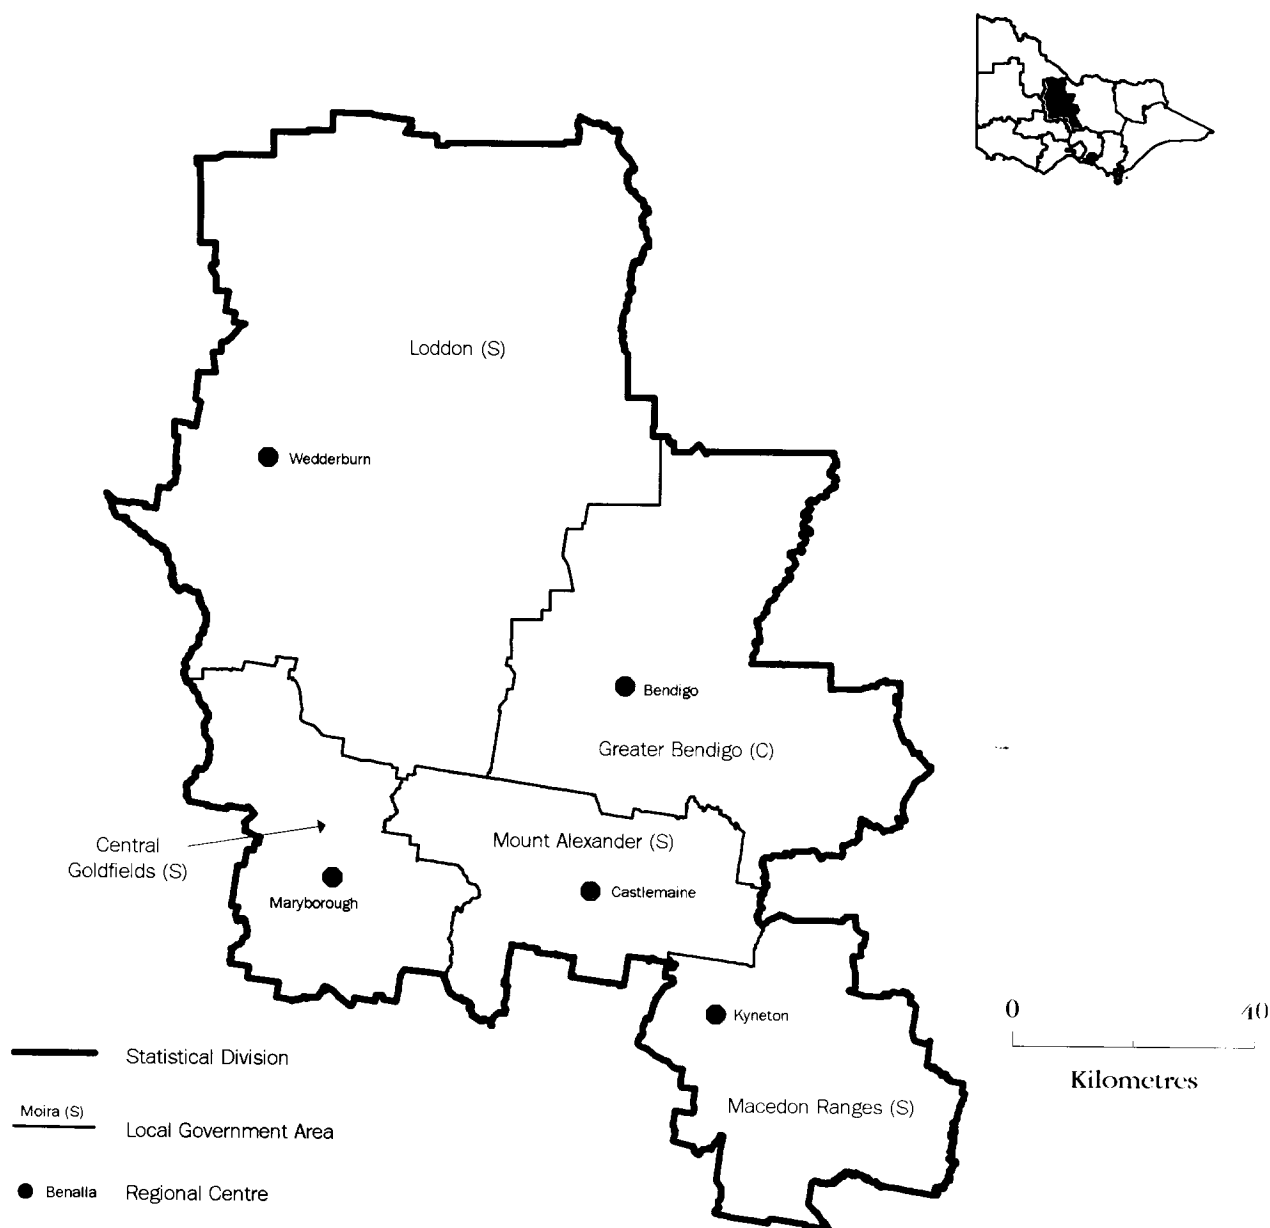 Loddon (S)
Wedderburn
Bendigo
Greater Bendigo (C)
Central
Goldfields (S)
Mount Alexander (S)
Castlemaine
Maryborough
Kyneton
Macedon Ranges (S)
0 40
Kilometres
Statistical Division
Moira (S)
Local Government Area
Benalla Regional Centre